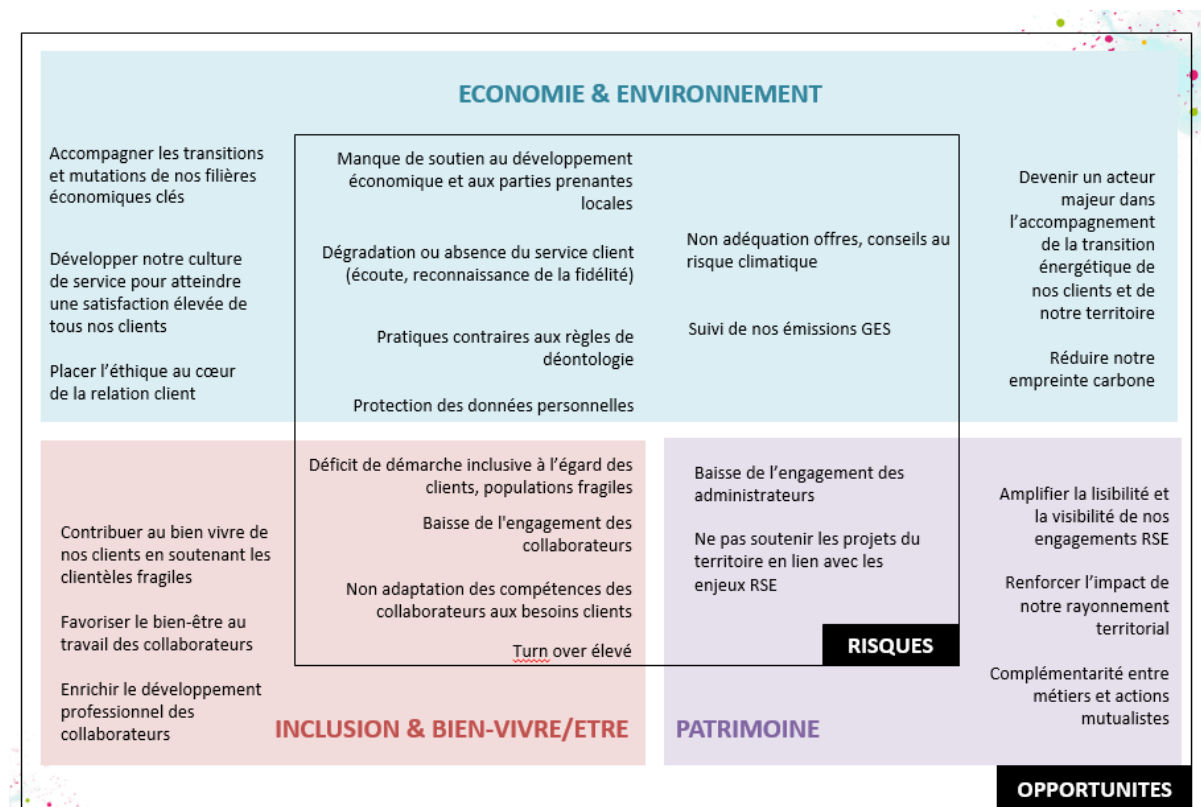 ECONOMIE & ENVIRONNEMENT
Accompagner les transitions
et mutations de nos filières
économiques clés
Développer notre culture
de service pour atteindre
une satisfaction élevée de
tous nos clients
Placer l’éthique au cœur
de la relation client
Manque de soutien au développement
économique et aux parties prenantes
locales
Dégradation ou absence du service client
(écoute, reconnaissance de la fidélité)
Pratiques contraires aux règles de
déontologie
Protection des données personnelles
Non adéquation offres, conseils au
risque climatique
Suivi de nos émissions GES
Devenir un acteur
majeur dans
l’accompagnement
de la transition
énergétique de
nos clients et de
notre territoire
Réduire notre
empreinte carbone
Contribuer au bien vivre de
nos clients en soutenant les
clientèles fragiles
Favoriser le bien-être au
travail des collaborateurs
Enrichir le développement
professionnel des
collaborateurs
Déficit de démarche inclusive à l’égard des
clients, populations fragiles
Baisse de l'engagement des
collaborateurs
Non adaptation des compétences des
collaborateurs aux besoins clients
Turn over élevé
INCLUSION & BIEN-VIVRE/ETRE
Baisse de l’engagement des
administrateurs
Ne pas soutenir les projets du
territoire en lien avec les
enjeux RSE
RISQUES
PATRIMOINE
Amplifier la lisibilité et
la visibilité de nos
engagements RSE
Renforcer l’impact de
notre rayonnement
territorial
Complémentarité entre
métiers et actions
mutualistes
OPPORTUNITES